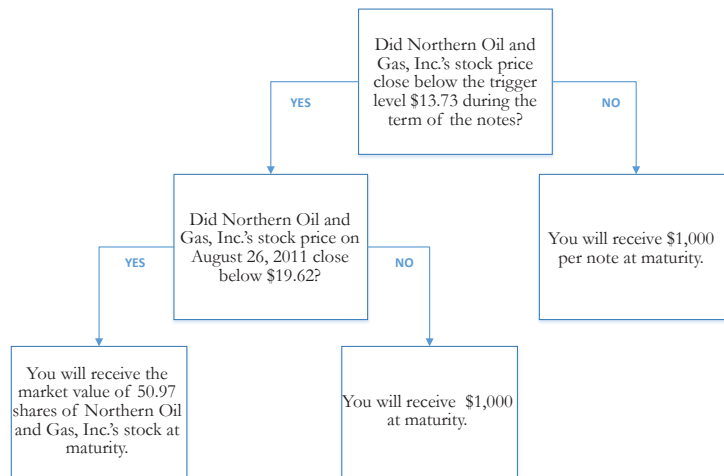 Did Northern Oil and
Gas, Inc.'s stock price
close below the trigger
level $13.73 during the
term of the notes?
YES
NO
Did Northern Oil and
Gas, Inc.'s stock price on
August 26, 2011 close
below $19.62?
You will receive $1,000
per note at maturity.
YES
NO
You will receive the
market value of 50.97
shares of Northern Oil
and Gas, Inc.'s stock at
maturity.
You will receive $1,000
at maturity.